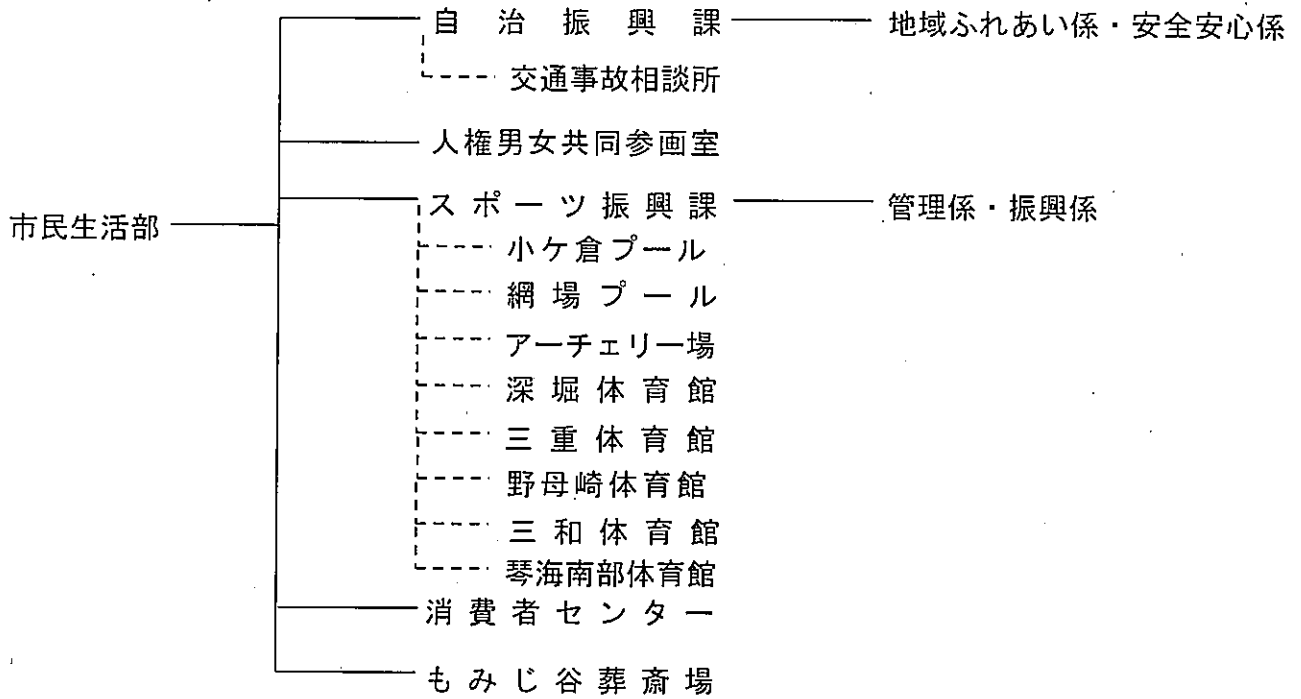 自治振興課 地域ふれあい係・安全安心係
交通事故相談所
人権男女共同参画室
スポーツ振興課 管理係・振興係
市民生活部
小ケ倉プール
網場プール
アーチェリー場
深堀体育館
三重体育館
野母崎体育館
三和体育館
琴海南部体育館
消費者センター
もみじ谷葬斎場